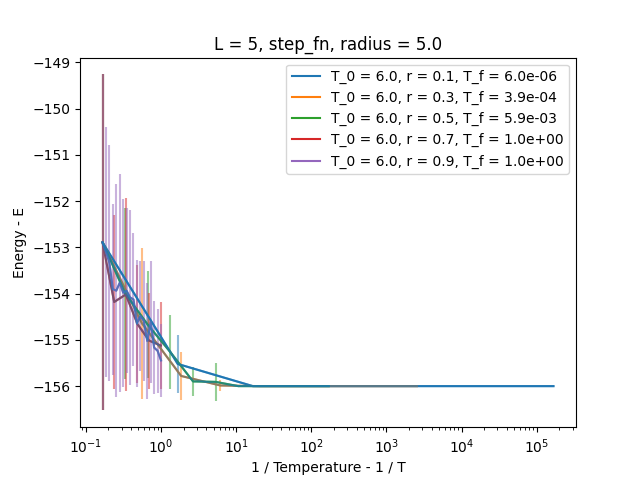 L = 5, step_fn, radius = 5.0
T_0 = 6.0, r = 0.1, T_f = 6.0e-06
T_0 = 6.0, r = 0.3, T_f = 3.9e-04
T_0 = 6.0, r = 0.5, T_f = 5.9e-03
T_0 = 6.0, r = 0.7, T_f = 1.0e+00
T_0 = 6.0, r = 0.9, T_f = 1.0e+00
Energy - E
−149
−150
−151
−152
−153
−154
−155
−156
10⁻¹ 10⁰ 10¹ 10² 10³ 10⁴ 10⁵
1 / Temperature - 1 / T